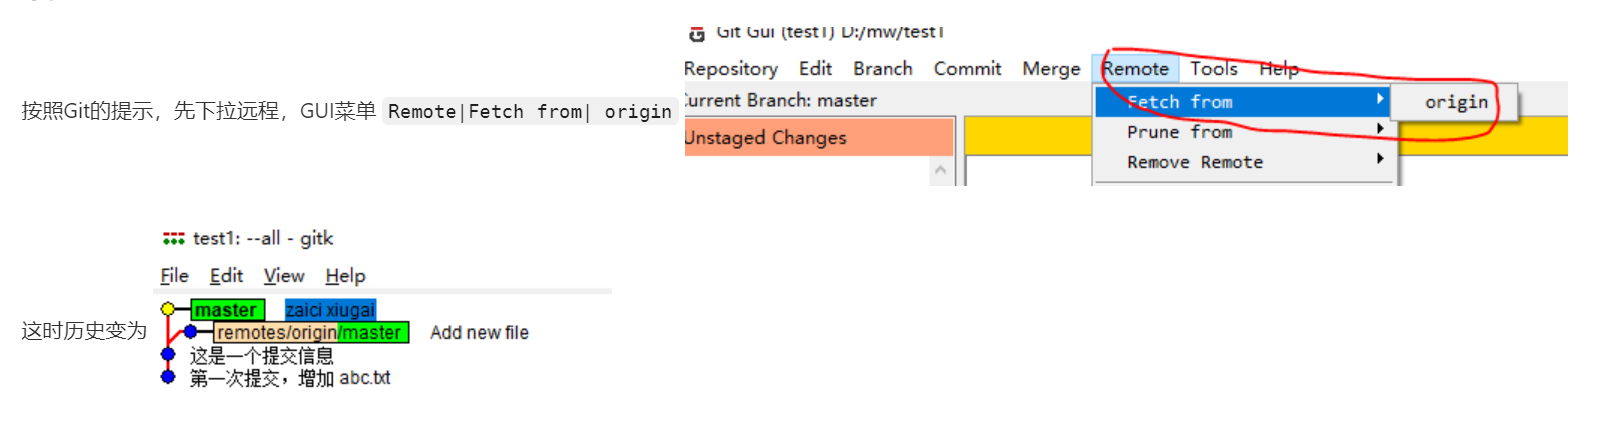 Git Gui (test1) D:/mw/test1
Repository Edit Branch Commit Merge Remote Tools Help
按照Git的提示，先下拉远程，GUI菜单 Remote|Fetch from| origin
Current Branch: master
Fetch from origin
Prune from
Unstaged Changes
Remove Remote
test1: --all - gitk
File Edit View Help
这时历史变为
master zaici xiugai
remotes/origin/master Add new file
这是一个提交信息
第一次提交，增加 abc.txt